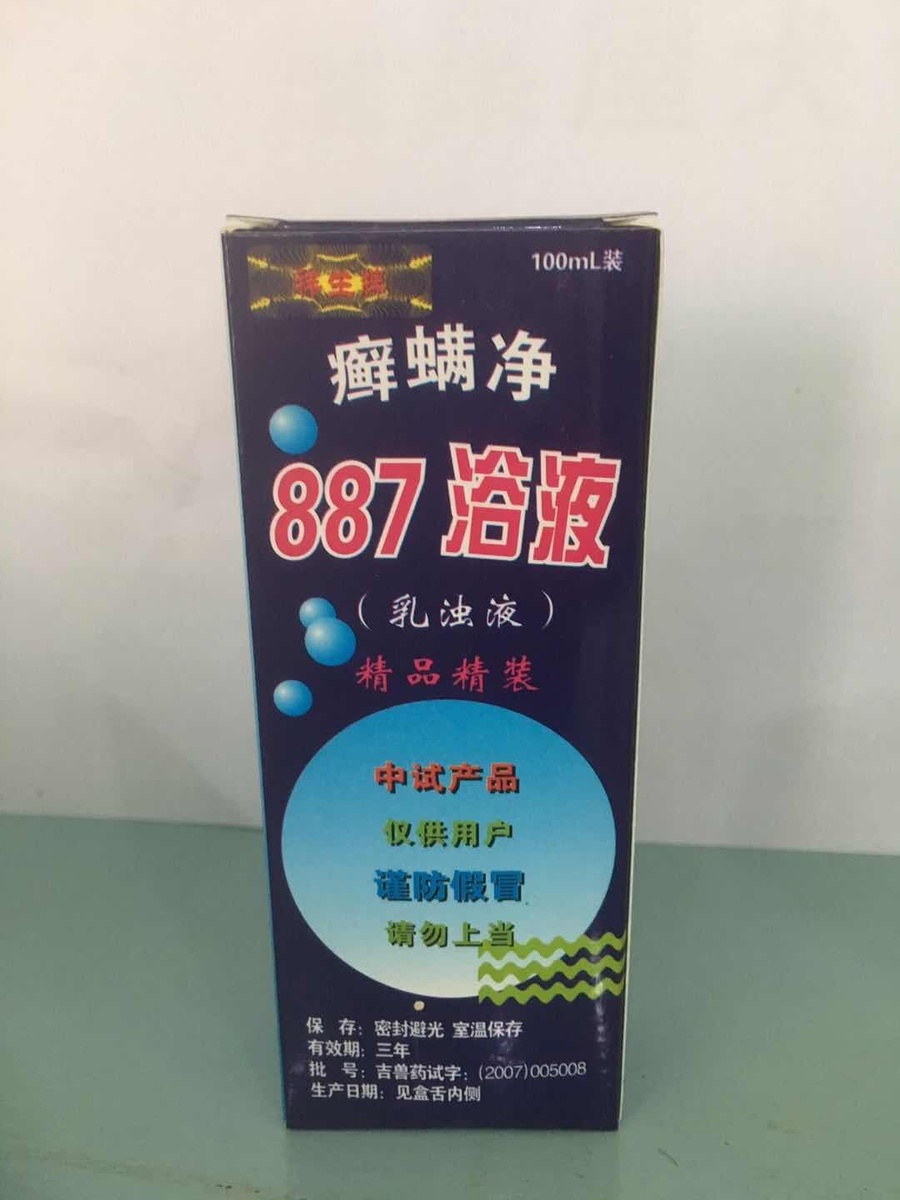 100mL装
癣螨净
887浴液
(乳浊液)
精品精装
中试产品
仅供用户
谨防假冒
请勿上当
保 存：密封避光 室温保存
有效期：三年
批 号：吉兽药试字：(2007)005008
生产日期：见盒舌内侧